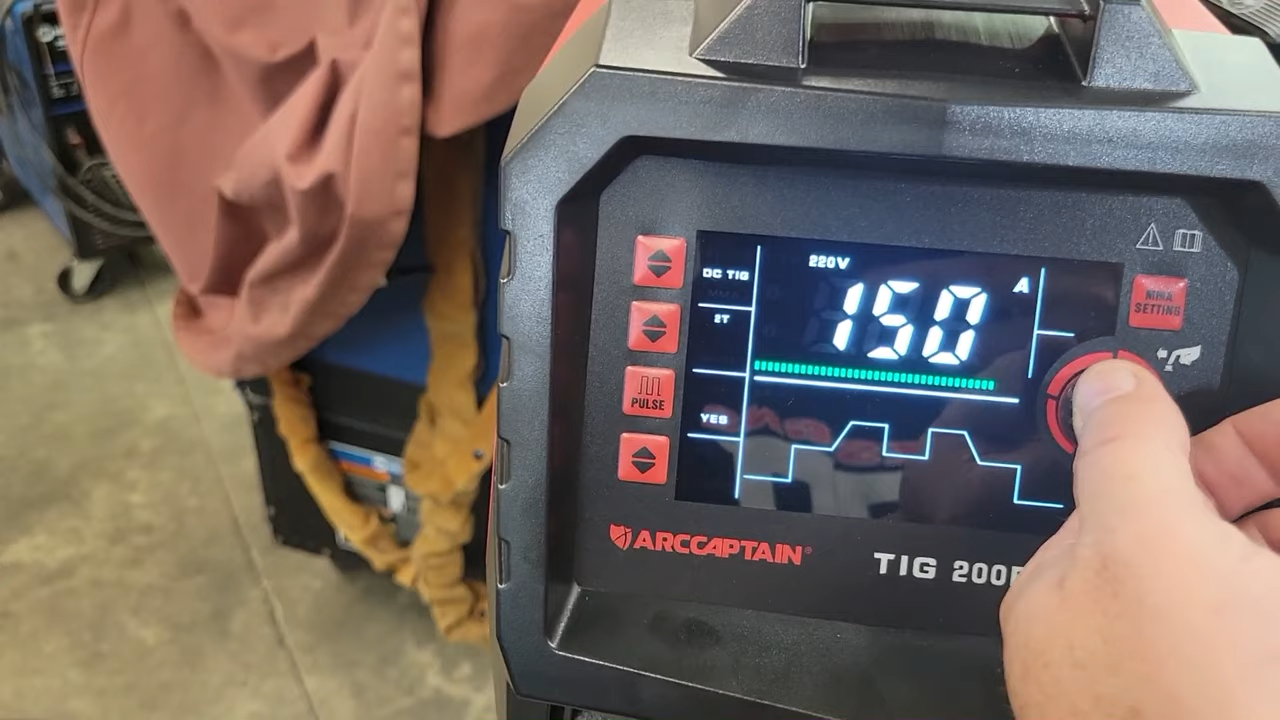 220V
DC TIG
150 A
2T
MMA
SETTING
PULSE
YES
ARCCAPTAIN®
TIG 200